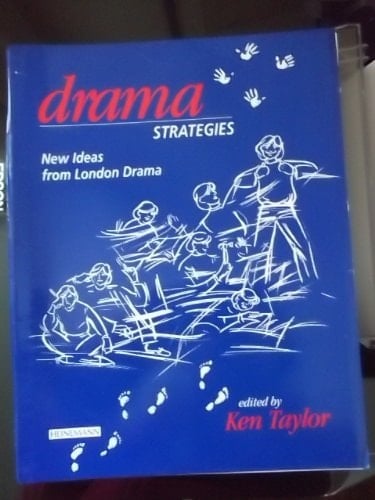 drama
STRATEGIES
New Ideas
from London Drama
edited by
Ken Taylor
HEINEMANN